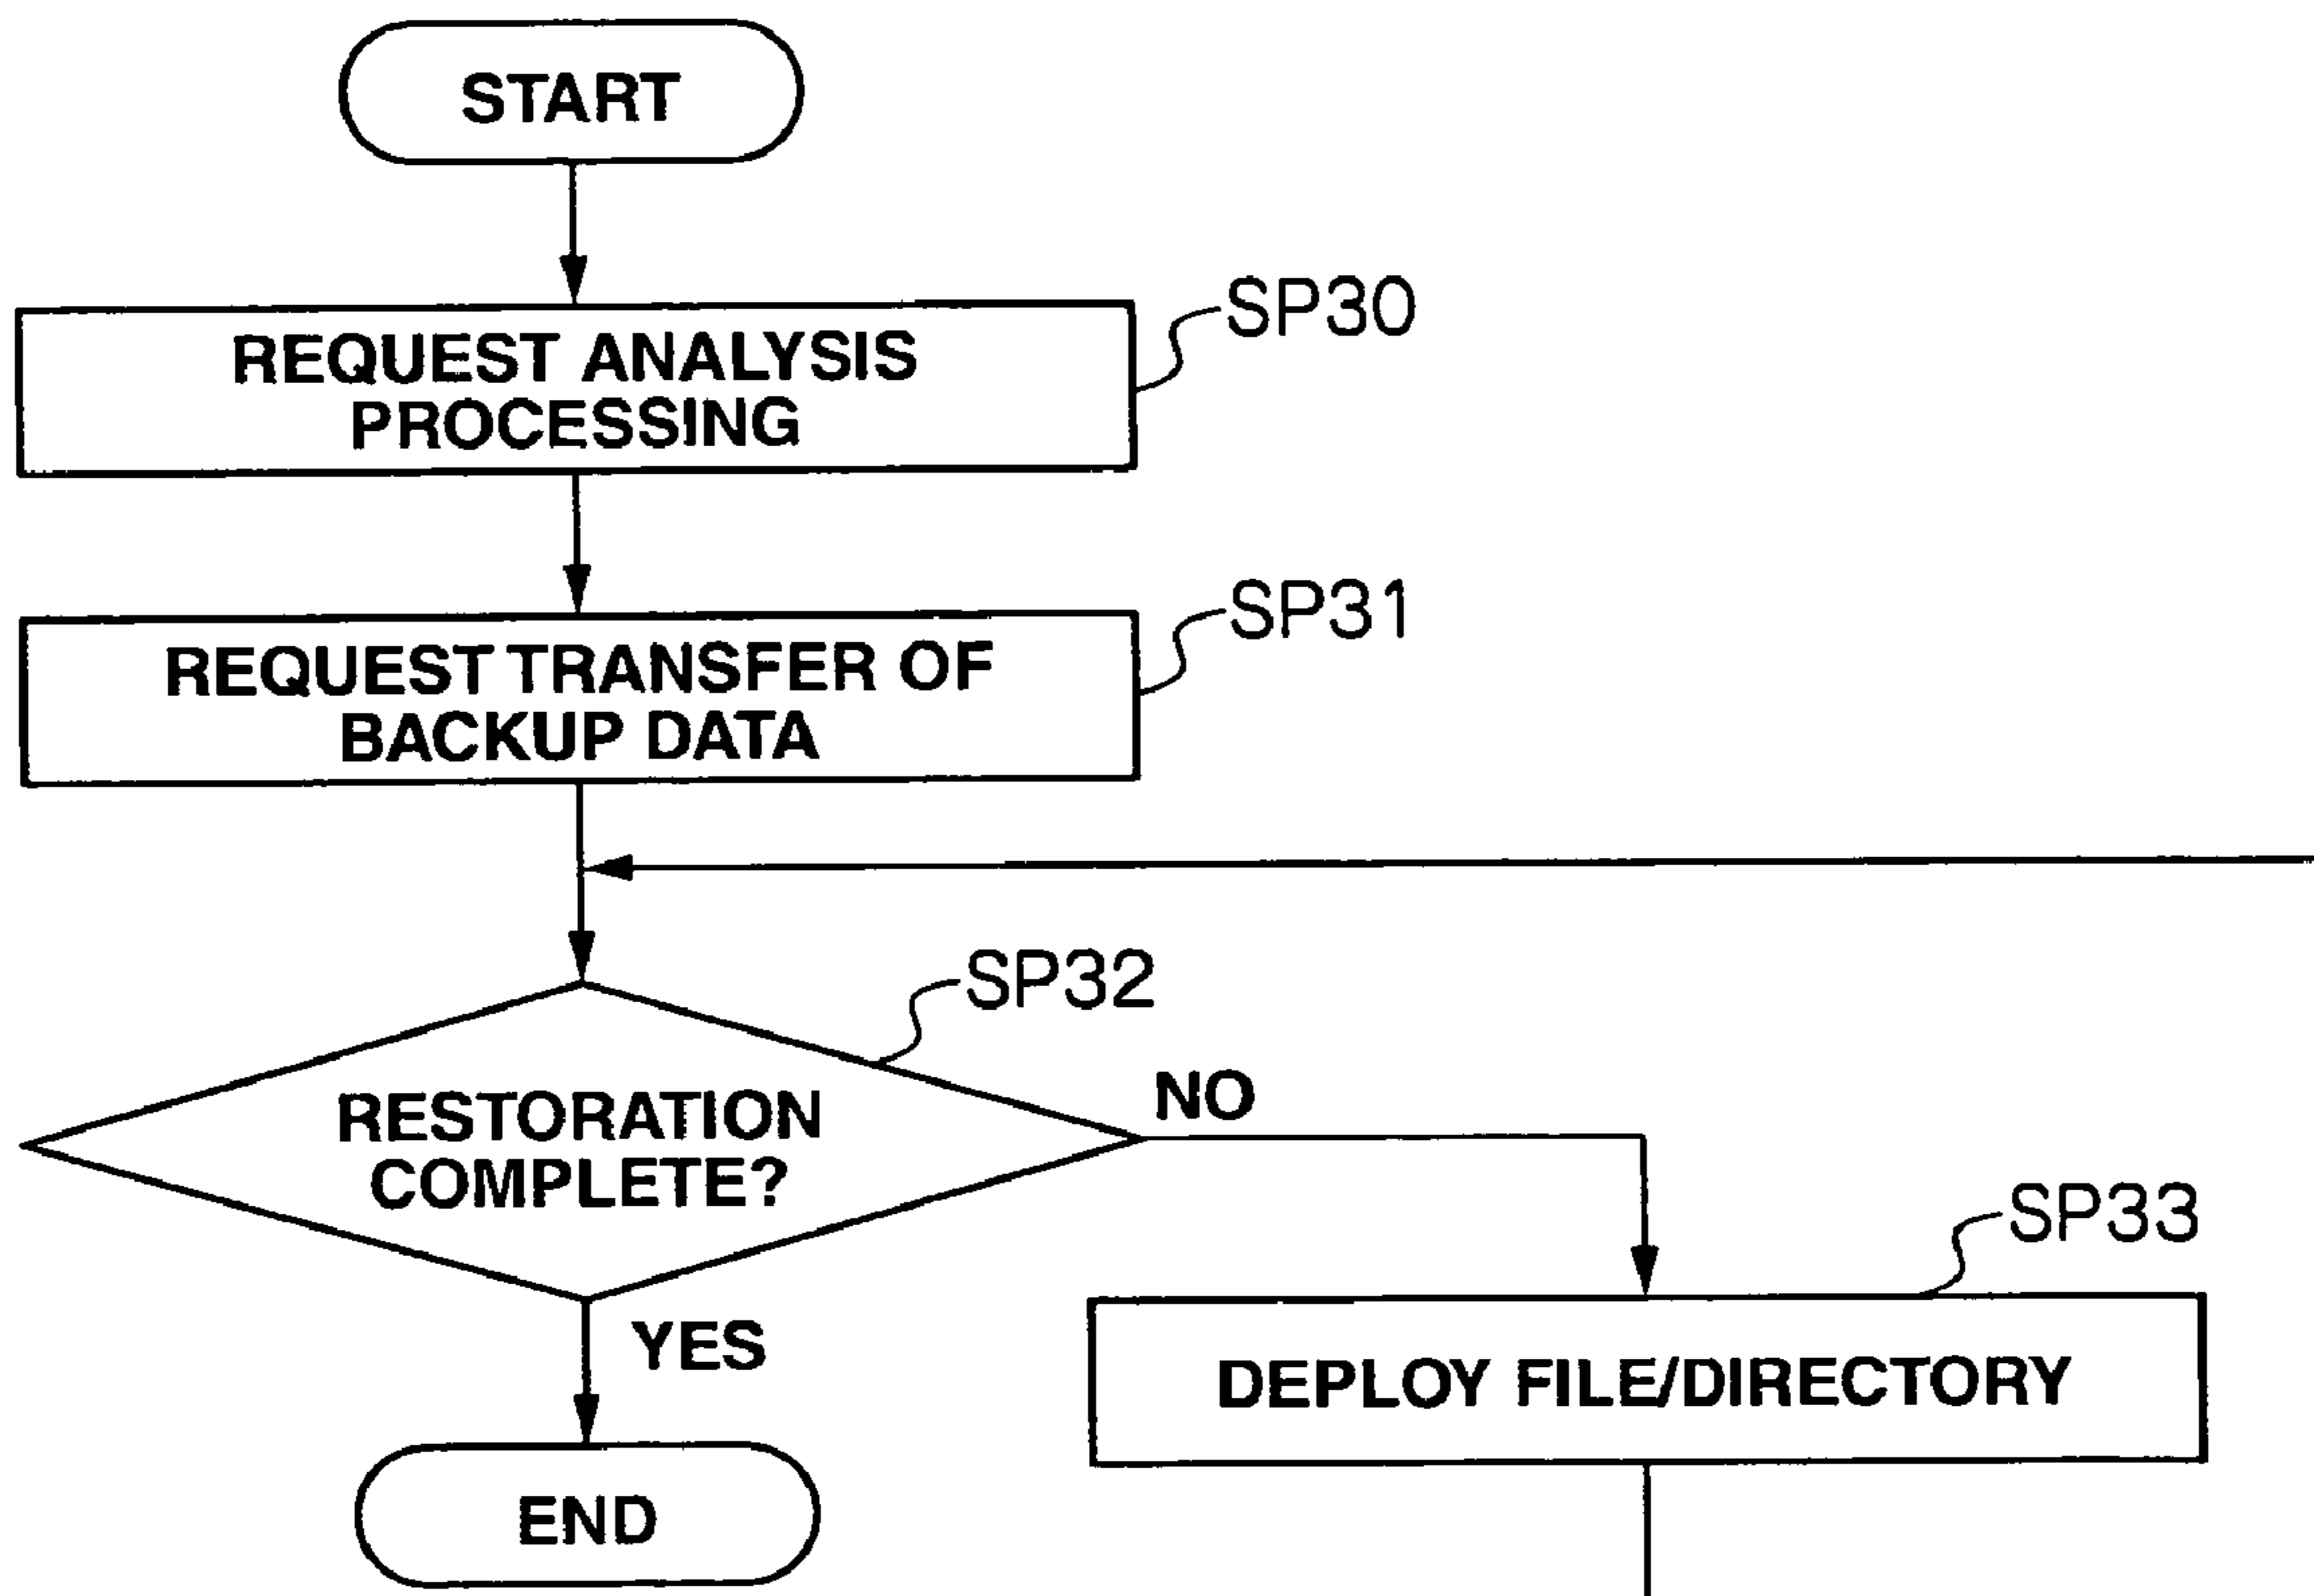 START
SP30
REQUEST ANALYSIS
PROCESSING
SP31
REQUEST TRANSFER OF
BACKUP DATA
SP32
RESTORATION
COMPLETE?
NO
YES
SP33
DEPLOY FILE/DIRECTORY
END